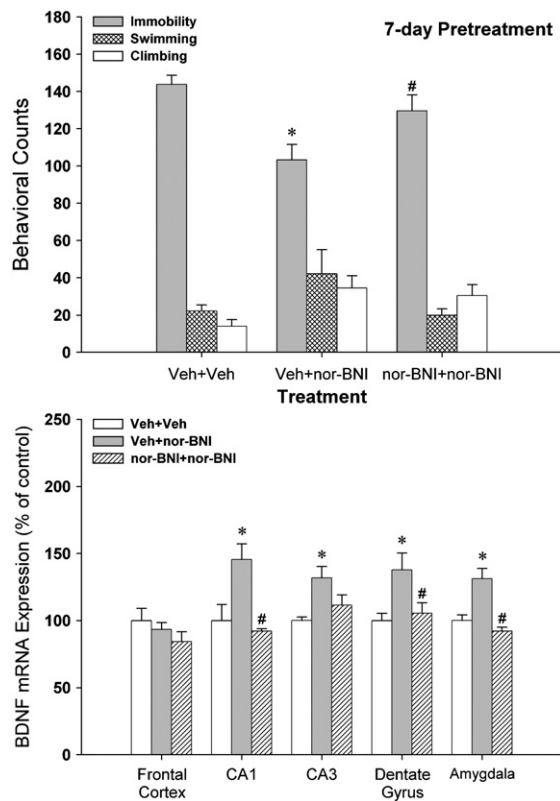 7-day Pretreatment
Immobility
Swimming
Climbing
Behavioral Counts
180
160
140
120
100
80
60
40
20
0
*
#
Veh+Veh Veh+nor-BNI nor-BNI+nor-BNI
Treatment
Veh+Veh
Veh+nor-BNI
nor-BNI+nor-BNI
BDNF mRNA Expression (% of control)
250
200
150
100
50
0
* # * * # * #
Frontal Cortex
CA1
CA3
Dentate Gyrus
Amygdala